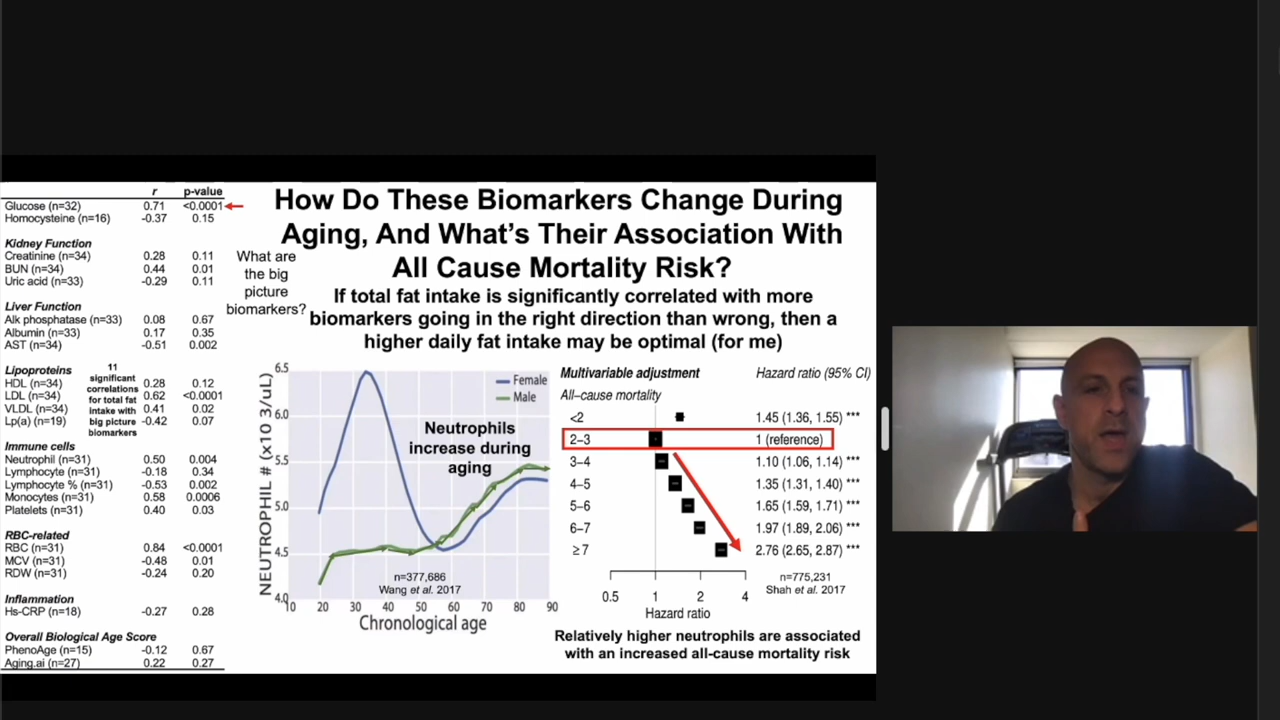 r p-value
Glucose (n=32) 0.71 <0.0001
Homocysteine (n=16) -0.37 0.15
Kidney Function
Creatinine (n=34) 0.28 0.11
BUN (n=34) 0.44 0.01
Uric acid (n=33) -0.29 0.11
Liver Function
Alk phosphatase (n=33) 0.08 0.67
Albumin (n=33) 0.17 0.35
AST (n=34) -0.51 0.002
Lipoproteins
HDL (n=34) 0.28 0.12
LDL (n=34) 0.62 <0.0001
VLDL (n=34) 0.41 0.02
Lp(a) (n=19) -0.42 0.07
11
significant
correlations
for total fat
intake with
big picture
biomarkers
Immune cells
Neutrophil (n=31) 0.50 0.004
Lymphocyte (n=31) -0.18 0.34
Lymphocyte % (n=31) -0.53 0.002
Monocytes (n=31) 0.58 0.0006
Platelets (n=31) 0.40 0.03
RBC-related
RBC (n=31) 0.84 <0.0001
MCV (n=31) -0.48 0.01
RDW (n=31) -0.24 0.20
Inflammation
Hs-CRP (n=18) -0.27 0.28
Overall Biological Age Score
PhenoAge (n=15) -0.12 0.67
Aging.ai (n=27) 0.22 0.27
How Do These Biomarkers Change During
Aging, And What's Their Association With
All Cause Mortality Risk?
What are
the big
picture
biomarkers?
If total fat intake is significantly correlated with more
biomarkers going in the right direction than wrong, then a
higher daily fat intake may be optimal (for me)
NEUTROPHIL # (x10 3/uL)
6.5
6.0
5.5
5.0
4.5
4.0
Female
Male
Neutrophils
increase during
aging
n=377,686
Wang et al. 2017
10 20 30 40 50 60 70 80 90
Chronological age
Multivariable adjustment Hazard ratio (95% CI)
All-cause mortality
<2 1.45 (1.36, 1.55) ***
2–3 1 (reference)
3–4 1.10 (1.06, 1.14) ***
4–5 1.35 (1.31, 1.40) ***
5–6 1.65 (1.59, 1.71) ***
6–7 1.97 (1.89, 2.06) ***
≥7 2.76 (2.65, 2.87) ***
0.5 1 2 4
Hazard ratio
n=775,231
Shah et al. 2017
Relatively higher neutrophils are associated
with an increased all-cause mortality risk